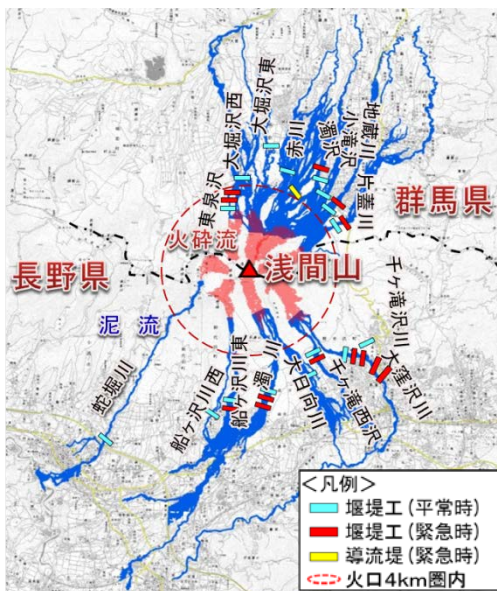 大堀沢西
大堀沢東
赤川
濁沢
小滝沢
地蔵川
片蓋川
東泉沢
群馬県
火砕流
浅間山
長野県
泥流
蛇堀川
船ヶ沢川西
船ヶ沢川東
濁川
大日向川
千ケ滝西沢
千ケ滝沢川
大窪沢川
<凡例>
堰堤工(平常時)
堰堤工(緊急時)
導流堤(緊急時)
火口4km圏内